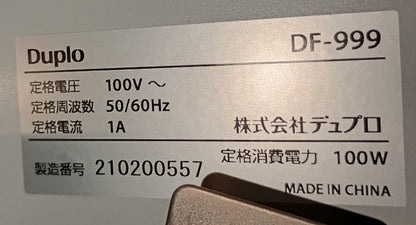 Duplo DF-999
定格電圧 100V ～
定格周波数 50/60Hz
定格電流 1A 株式会社デュプロ
製造番号 210200557 定格消費電力 100W
MADE IN CHINA